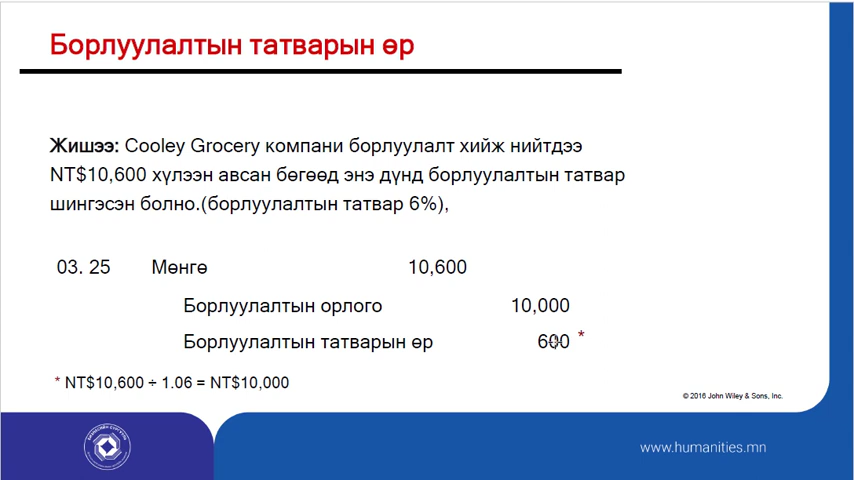 Борлуулалтын татварын өр
Жишээ: Cooley Grocery компани борлуулалт хийж нийтдээ
NT$10,600 хүлээн авсан бөгөөд энэ дүнд борлуулалтын татвар
шингэсэн болно.(борлуулалтын татвар 6%),
03. 25 Мөнгө 10,600
Борлуулалтын орлого 10,000
Борлуулалтын татварын өр 600 *
* NT$10,600 ÷ 1.06 = NT$10,000
© 2016 John Wiley & Sons, Inc.
www.humanities.mn